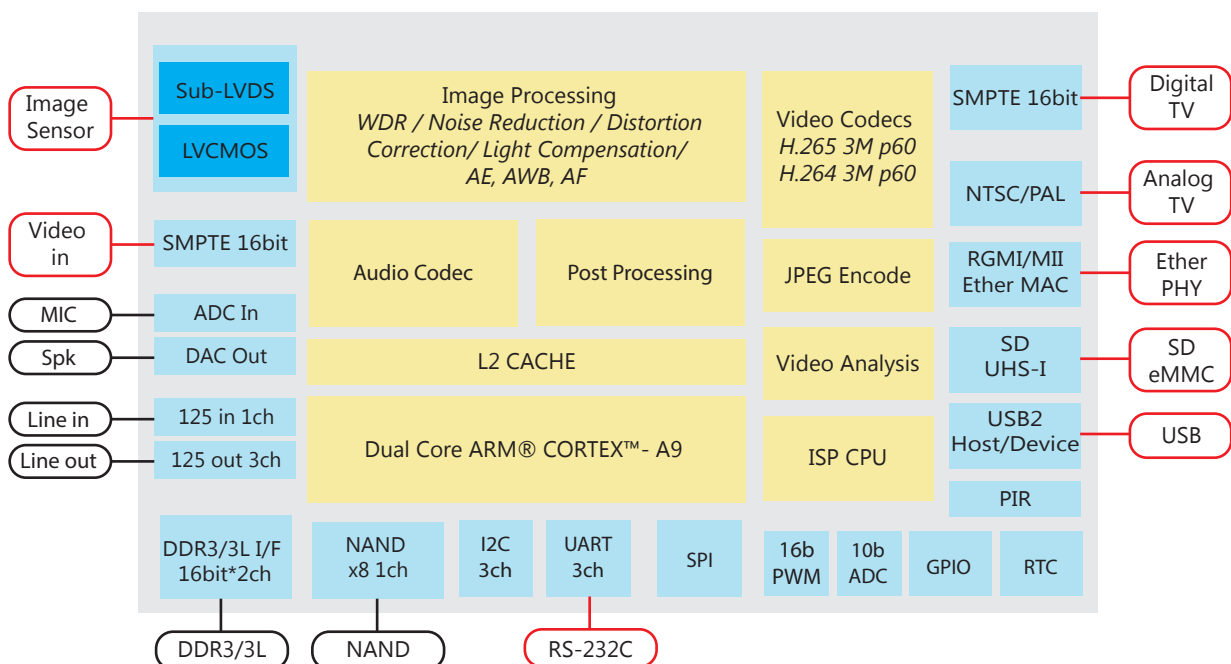 Image
Sensor
Sub-LVDS
LVCMOS
Image Processing
WDR / Noise Reduction / Distortion
Correction/ Light Compensation/
AE, AWB, AF
Video Codecs
H.265 3M p60
H.264 3M p60
SMPTE 16bit
Digital
TV
NTSC/PAL
Analog
TV
Video
in
SMPTE 16bit
Audio Codec
Post Processing
JPEG Encode
RGMI/MII
Ether MAC
Ether
PHY
MIC
ADC In
Spk
DAC Out
L2 CACHE
Video Analysis
SD
UHS-I
SD
eMMC
Line in
125 in 1ch
Line out
125 out 3ch
Dual Core ARM® CORTEX™- A9
ISP CPU
USB2
Host/Device
USB
PIR
DDR3/3L I/F
16bit*2ch
NAND
x8 1ch
I2C
3ch
UART
3ch
SPI
16b
PWM
10b
ADC
GPIO
RTC
DDR3/3L
NAND
RS-232C